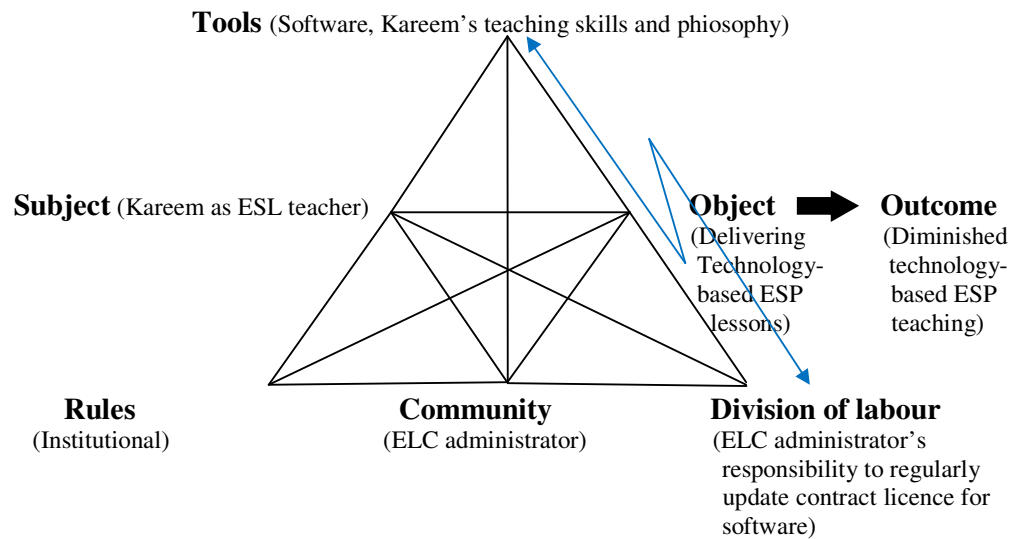 Tools (Software, Kareem's teaching skills and phiosophy)
Subject (Kareem as ESL teacher)
Object
Outcome
(Delivering
Technology-
based ESP
lessons)
(Diminished
technology-
based ESP
teaching)
Rules
(Institutional)
Community
(ELC administrator)
Division of labour
(ELC administrator's
responsibility to regularly
update contract licence for
software)